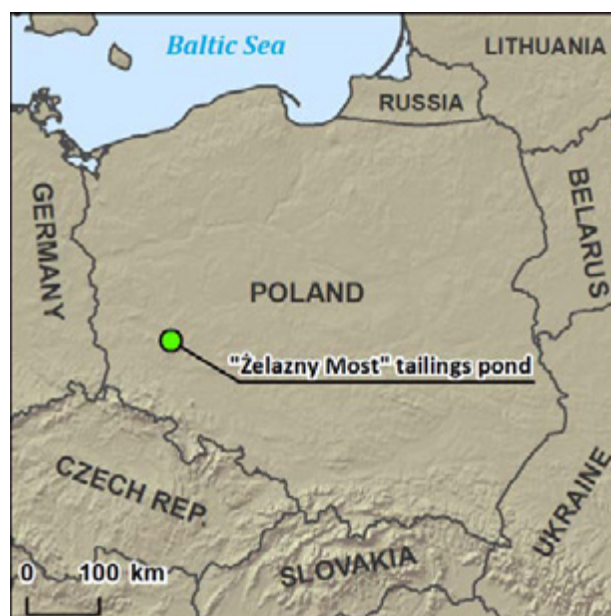 Baltic Sea
LITHUANIA
RUSSIA
GERMANY
BELARUS
POLAND
"Żelazny Most" tailings pond
CZECH REP.
UKRAINE
SLOVAKIA
0 100 km